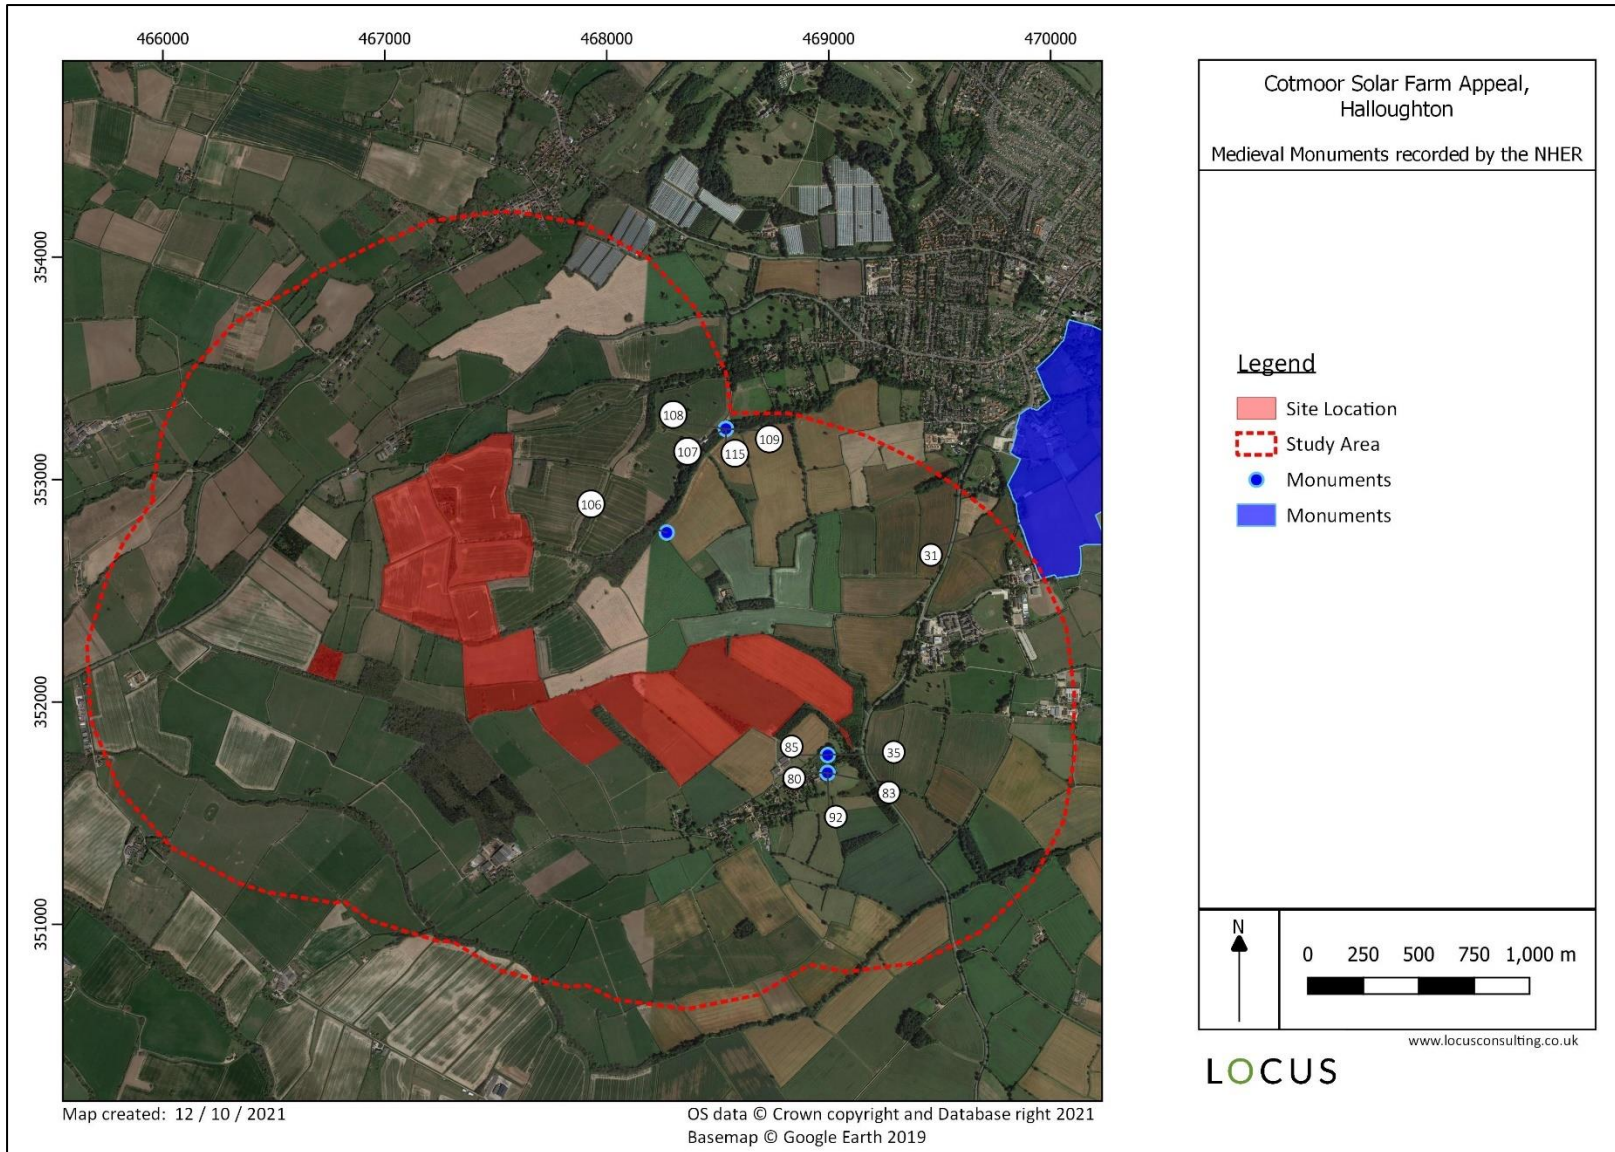 466000
467000
468000
469000
470000
354000
353000
352000
351000
108
107
109
115
106
31
85
80
35
83
92
Map created: 12 / 10 / 2021
OS data © Crown copyright and Database right 2021
Basemap © Google Earth 2019
Cotmoor Solar Farm Appeal,
Halloughton
Medieval Monuments recorded by the NHER
Legend
Site Location
Study Area
Monuments
Monuments
N
0 250 500 750 1,000 m
www.locusconsulting.co.uk
LOCUS